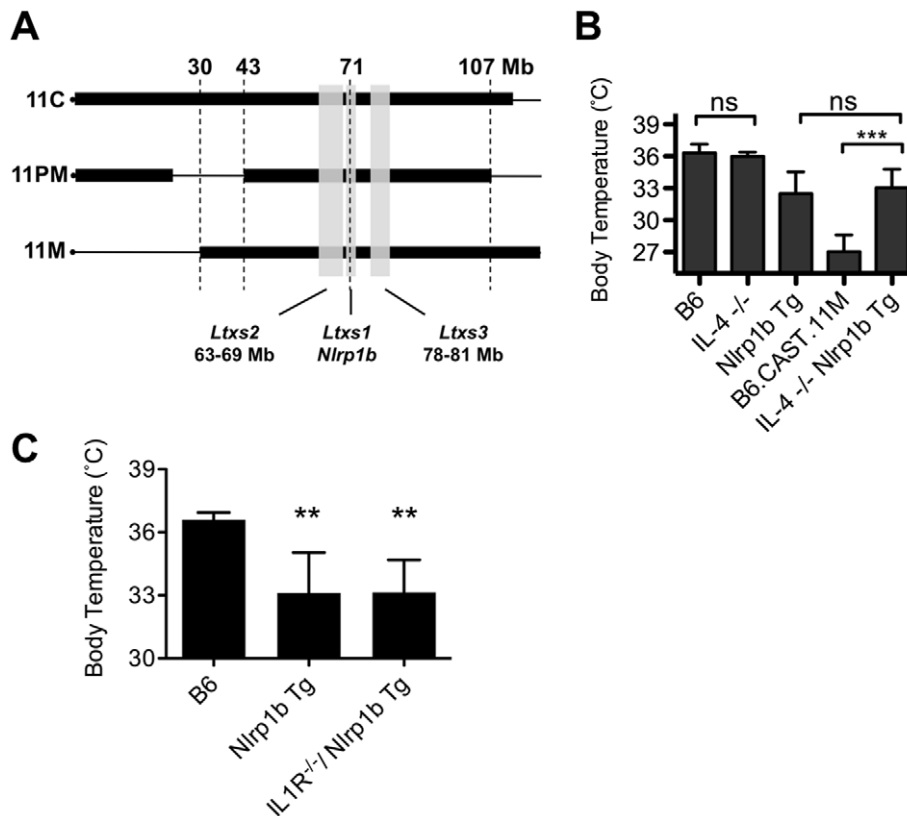 A
30 43 71 107 Mb
11C
11PM
11M
Ltxs2
63-69 Mb
Ltxs1
Nlrp1b
Ltxs3
78-81 Mb
B
ns
ns
***
Body Temperature (˚C)
39
36
33
30
27
B6
IL-4 -/-
Nlrp1b Tg
B6.CAST.11M
IL-4 -/- Nlrp1b Tg
C
Body Temperature (˚C)
39
36
33
30
**
**
B6
Nlrp1b Tg
IL1R-/-/ Nlrp1b Tg